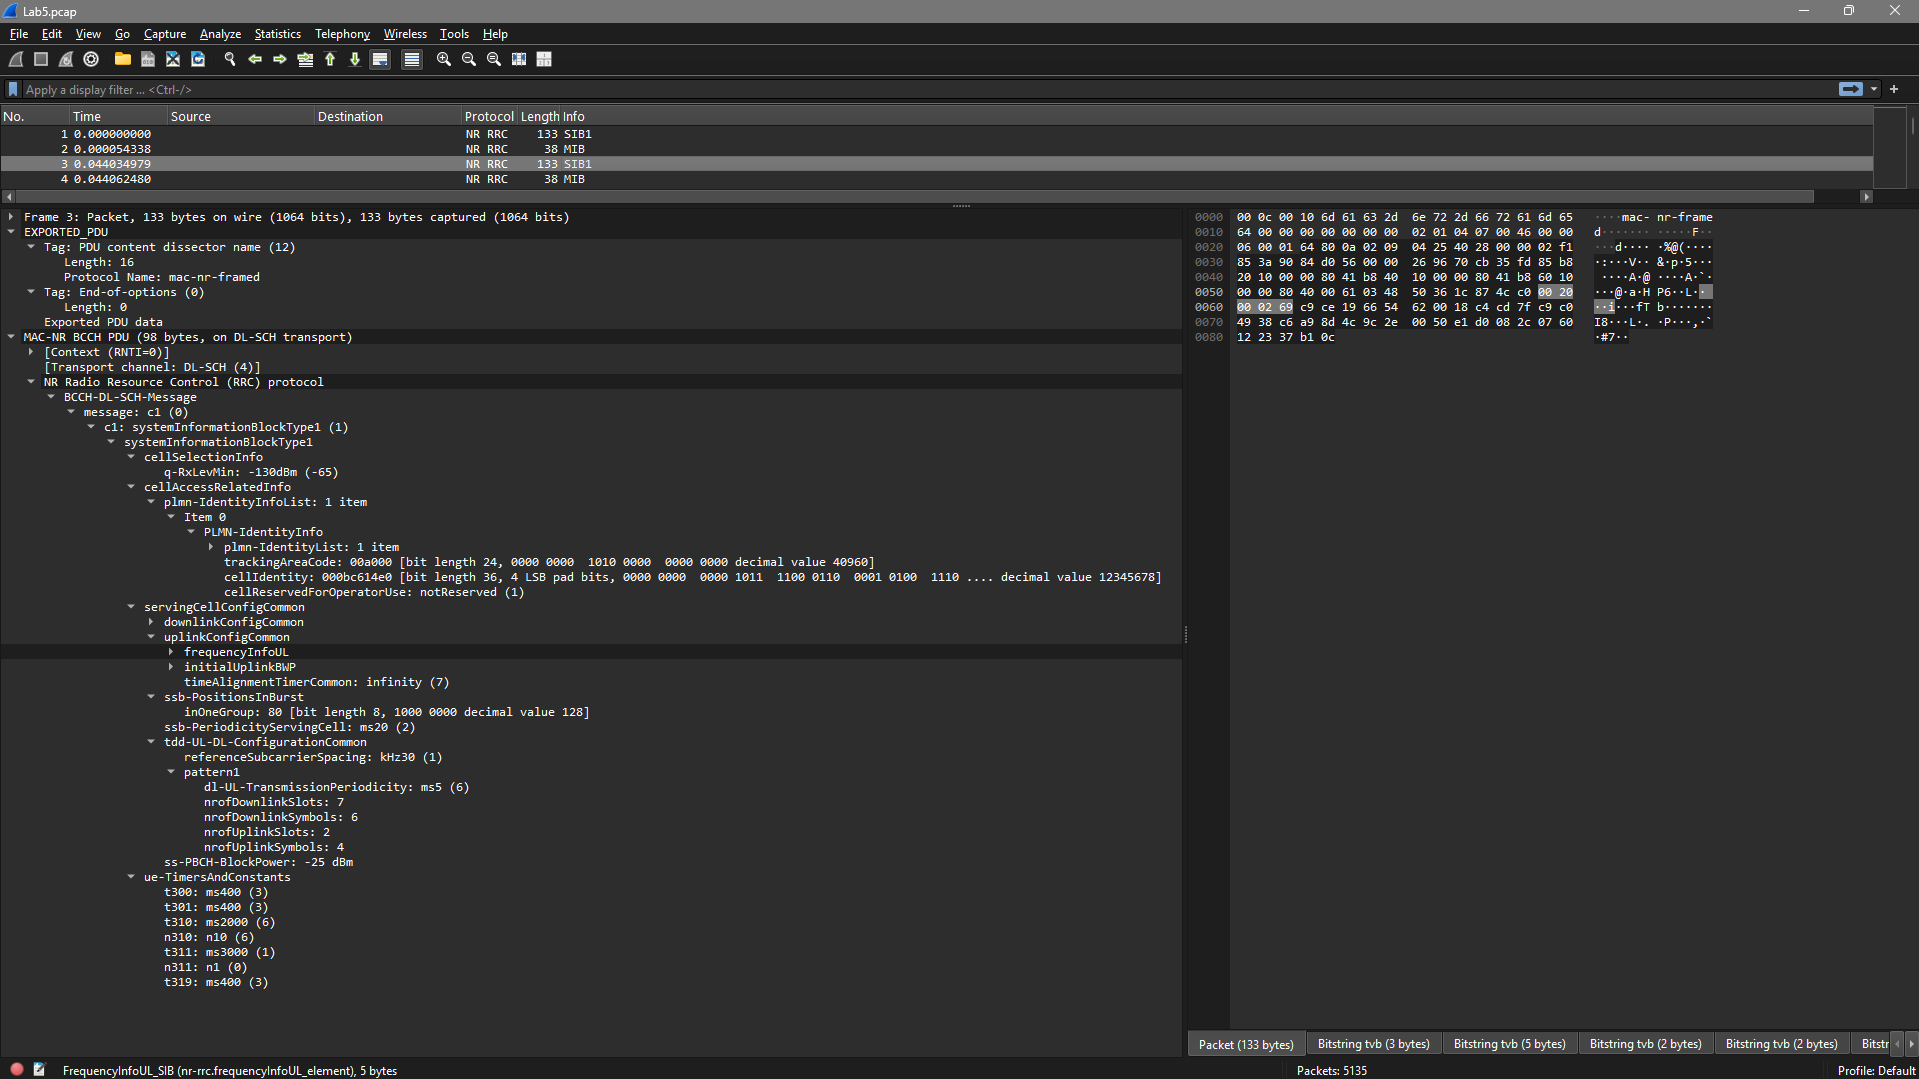 Lab5.pcap
File Edit View Go Capture Analyze Statistics Telephony Wireless Tools Help
Apply a display filter ... <Ctrl-/>
No. Time Source Destination Protocol Length Info
1 0.000000000 NR RRC 133 SIB1
2 0.000054338 NR RRC 38 MIB
3 0.044034979 NR RRC 133 SIB1
4 0.044062480 NR RRC 38 MIB
Frame 3: Packet, 133 bytes on wire (1064 bits), 133 bytes captured (1064 bits)
EXPORTED_PDU
Tag: PDU content dissector name (12)
Length: 16
Protocol Name: mac-nr-framed
Tag: End-of-options (0)
Length: 0
Exported PDU data
MAC-NR BCCH PDU (98 bytes, on DL-SCH transport)
[Context (RNTI=0)]
[Transport channel: DL-SCH (4)]
NR Radio Resource Control (RRC) protocol
BCCH-DL-SCH-Message
message: c1 (0)
c1: systemInformationBlockType1 (1)
systemInformationBlockType1
cellSelectionInfo
q-RxLevMin: -130dBm (-65)
cellAccessRelatedInfo
plmn-IdentityInfoList: 1 item
Item 0
PLMN-IdentityInfo
plmn-IdentityList: 1 item
trackingAreaCode: 00a000 [bit length 24, 0000 0000  1010 0000  0000 0000 decimal value 40960]
cellIdentity: 000bc614e0 [bit length 36, 4 LSB pad bits, 0000 0000  0000 1011  1100 0110  0001 0100  1110 .... decimal value 12345678]
cellReservedForOperatorUse: notReserved (1)
servingCellConfigCommon
downlinkConfigCommon
uplinkConfigCommon
frequencyInfoUL
initialUplinkBWP
timeAlignmentTimerCommon: infinity (7)
ssb-PositionsInBurst
inOneGroup: 80 [bit length 8, 1000 0000 decimal value 128]
ssb-PeriodicityServingCell: ms20 (2)
tdd-UL-DL-ConfigurationCommon
referenceSubcarrierSpacing: kHz30 (1)
pattern1
dl-UL-TransmissionPeriodicity: ms5 (6)
nrofDownlinkSlots: 7
nrofDownlinkSymbols: 6
nrofUplinkSlots: 2
nrofUplinkSymbols: 4
ss-PBCH-BlockPower: -25 dBm
ue-TimersAndConstants
t300: ms400 (3)
t301: ms400 (3)
t310: ms2000 (6)
n310: n10 (6)
t311: ms3000 (1)
n311: n1 (0)
t319: ms400 (3)
0000 00 0c 00 10 6d 61 63 2d 6e 72 2d 66 72 61 6d 65 ····mac- nr-frame
0010 64 00 00 00 00 00 00 00 02 01 04 07 00 46 00 00 d······· ·····F··
0020 06 00 01 64 80 0a 02 09 04 25 40 28 00 00 02 f1 ···d···· ·%@(····
0030 85 3a 90 84 d0 56 00 00 26 96 70 cb 35 fd 85 b8 ·:···V·· &·p·5···
0040 20 10 00 00 80 41 b8 40 10 00 00 80 41 b8 60 10 ····A·@ ····A·`·
0050 00 00 80 40 00 61 03 48 50 36 1c 87 4c c0 00 20 ···@·a·H P6··L··
0060 00 02 69 c9 ce 19 66 54 62 00 18 c4 cd 7f c9 c0 ··i···fT b·······
0070 49 38 c6 a9 8d 4c 9c 2e 00 50 e1 d0 08 2c 07 60 I8···L·. ·P···,·`
0080 12 23 37 b1 0c ·#7··
Packet (133 bytes) Bitstring tvb (3 bytes) Bitstring tvb (5 bytes) Bitstring tvb (2 bytes) Bitstring tvb (2 bytes) Bitstr
FrequencyInfoUL_SIB (nr-rrc.frequencyInfoUL_element), 5 bytes Packets: 5135 Profile: Default